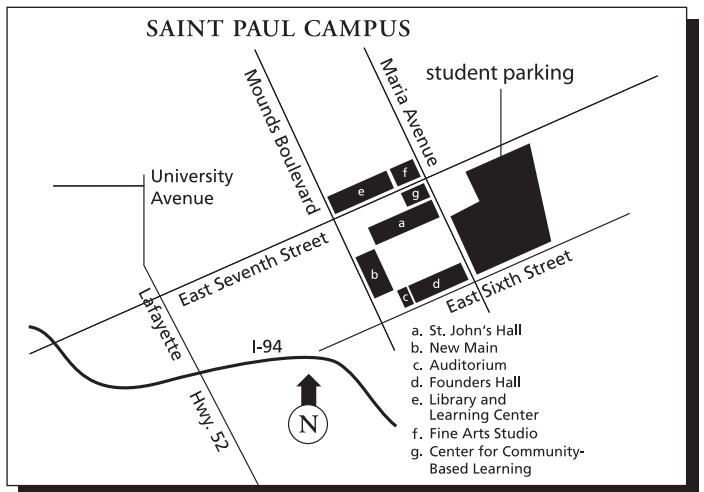 SAINT PAUL CAMPUS
Mounds Boulevard
Maria Avenue
student parking
University
Avenue
e
f
g
a
b
c
d
East Seventh Street
East Sixth Street
Lafayette
I-94
Hwy. 52
N
a. St. John's Hall
b. New Main
c. Auditorium
d. Founders Hall
e. Library and
Learning Center
f. Fine Arts Studio
g. Center for Community-
Based Learning